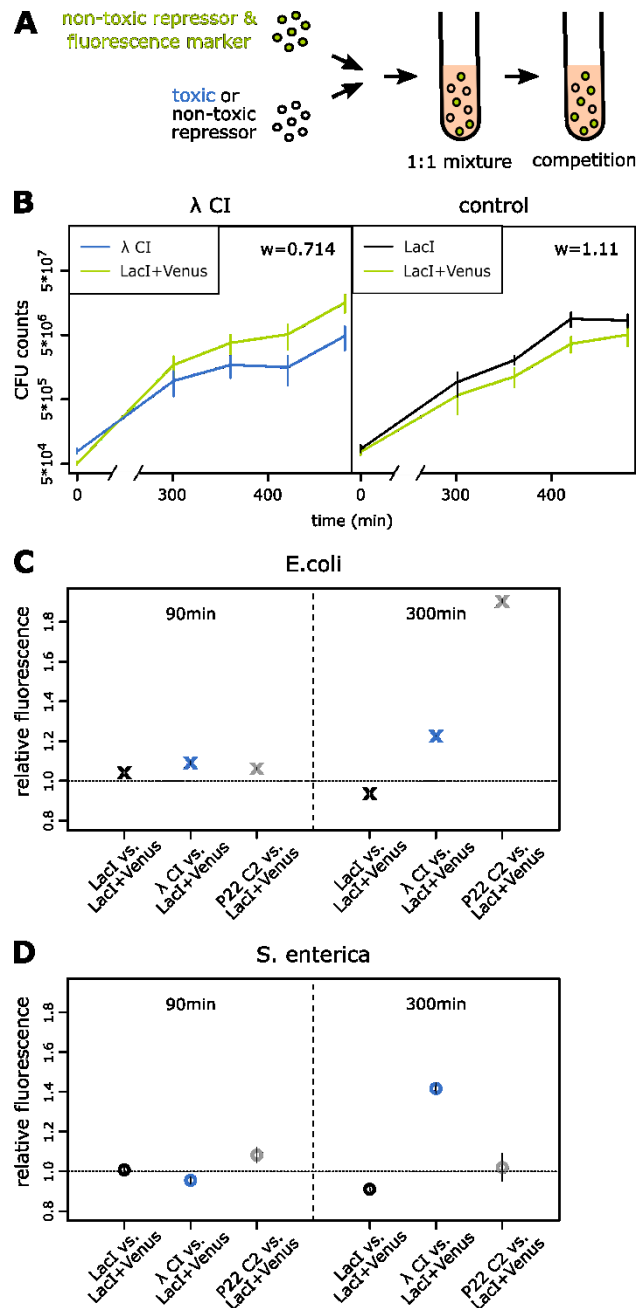 A
non-toxic repressor &
fluorescence marker
toxic or
non-toxic
repressor
1:1 mixture
competition
B
λ CI
control
λ CI
LacI+Venus
w=0.714
LacI
LacI+Venus
w=1.11
CFU counts
5*10^7
5*10^6
5*10^5
5*10^4
0
300
400
0
300
400
time (min)
C
E.coli
90min
300min
relative fluorescence
1.8
1.6
1.4
1.2
1.0
0.8
LacI vs.
LacI+Venus
λ CI vs.
LacI+Venus
P22 C2 vs.
LacI+Venus
LacI vs.
LacI+Venus
λ CI vs.
LacI+Venus
P22 C2 vs.
LacI+Venus
D
S. enterica
90min
300min
relative fluorescence
1.8
1.6
1.4
1.2
1.0
0.8
LacI vs.
LacI+Venus
λ CI vs.
LacI+Venus
P22 C2 vs.
LacI+Venus
LacI vs.
LacI+Venus
λ CI vs.
LacI+Venus
P22 C2 vs.
LacI+Venus